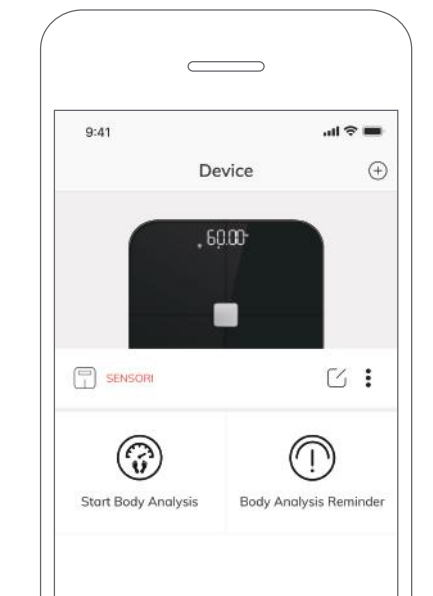 9:41
Device
60.00
SENSORI
Start Body Analysis
Body Analysis Reminder